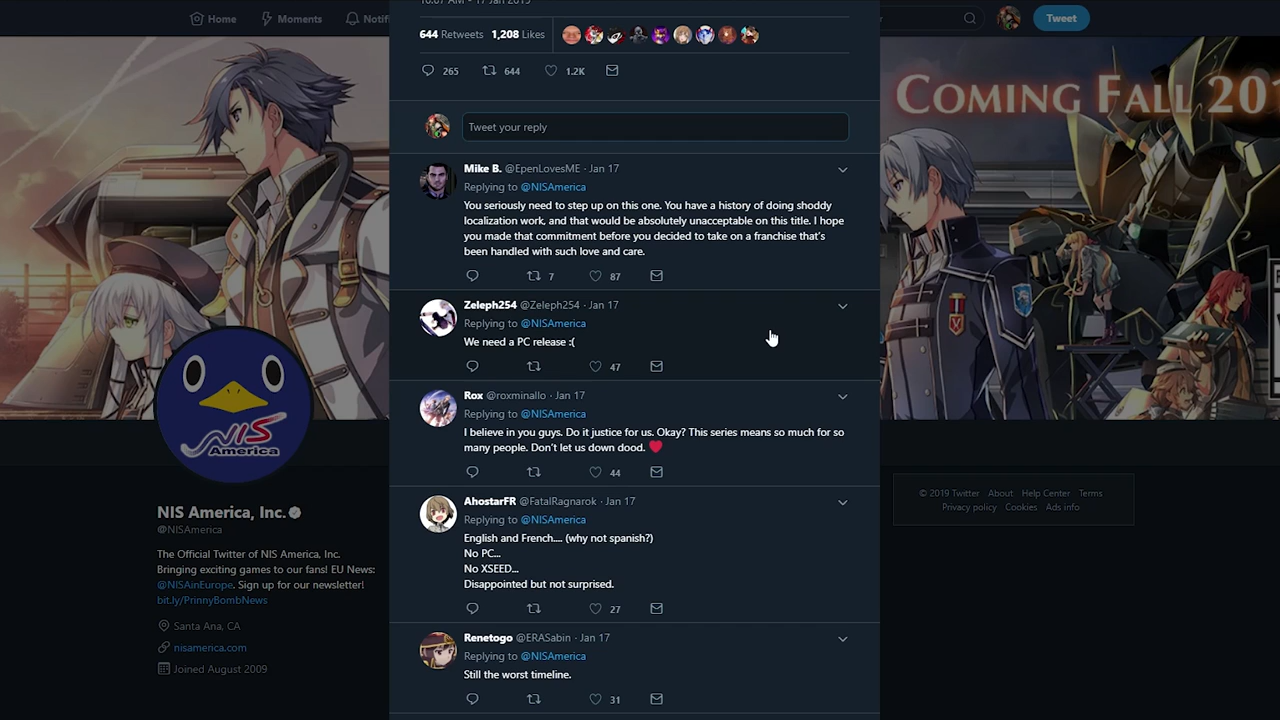 Home
Moments
Notifi
Tweet
10:07 AM - 17 Jan 2019
644 Retweets 1,208 Likes
265 644 1.2K
Tweet your reply
COMING FALL 201
Mike B. @EpenLovesME · Jan 17
Replying to @NISAmerica
You seriously need to step up on this one. You have a history of doing shoddy
localization work, and that would be absolutely unacceptable on this title. I hope
you made that commitment before you decided to take on a franchise that's
been handled with such love and care.
7 87
Zeleph254 @Zeleph254 · Jan 17
Replying to @NISAmerica
We need a PC release :(
47
Rox @roxminallo · Jan 17
Replying to @NISAmerica
I believe in you guys. Do it justice for us. Okay? This series means so much for so
many people. Don't let us down dood. ❤
44
AhostarFR @FatalRagnarok · Jan 17
Replying to @NISAmerica
English and French.... (why not spanish?)
No PC...
No XSEED...
Disappointed but not surprised.
27
Renetogo @ERASabin · Jan 17
Replying to @NISAmerica
Still the worst timeline.
31
NIS
America
NIS America, Inc.
@NISAmerica
The Official Twitter of NIS America, Inc.
Bringing exciting games to our fans! EU News:
@NISAinEurope. Sign up for our newsletter!
bit.ly/PrinnyBombNews
Santa Ana, CA
nisamerica.com
Joined August 2009
© 2019 Twitter About Help Center Terms
Privacy policy Cookies Ads info